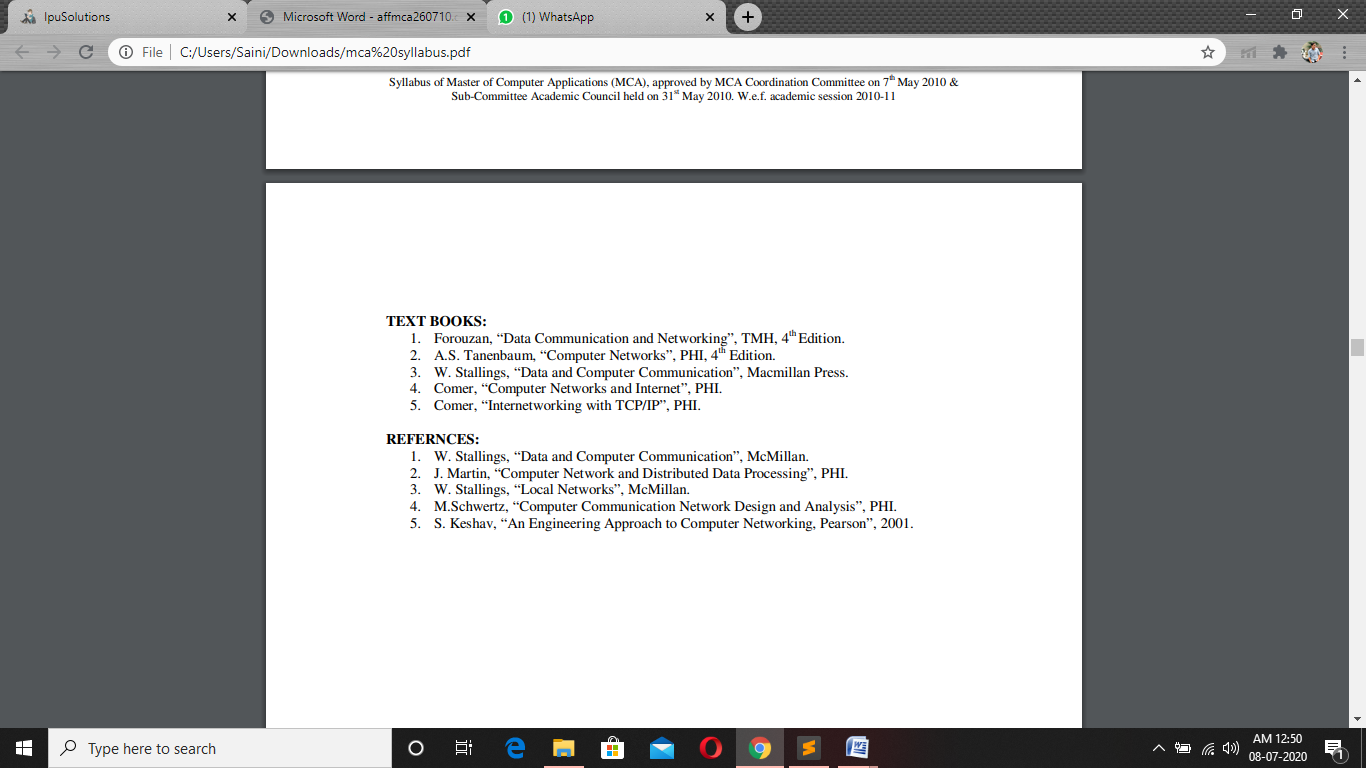 IpuSolutions
Microsoft Word - affmca260710.
(1) WhatsApp
File
C:/Users/Saini/Downloads/mca%20syllabus.pdf
Syllabus of Master of Computer Applications (MCA), approved by MCA Coordination Committee on 7th May 2010 &
Sub-Committee Academic Council held on 31st May 2010. W.e.f. academic session 2010-11
TEXT BOOKS:
1. Forouzan, “Data Communication and Networking”, TMH, 4th Edition.
2. A.S. Tanenbaum, “Computer Networks”, PHI, 4th Edition.
3. W. Stallings, “Data and Computer Communication”, Macmillan Press.
4. Comer, “Computer Networks and Internet”, PHI.
5. Comer, “Internetworking with TCP/IP”, PHI.
REFERNCES:
1. W. Stallings, “Data and Computer Communication”, McMillan.
2. J. Martin, “Computer Network and Distributed Data Processing”, PHI.
3. W. Stallings, “Local Networks”, McMillan.
4. M.Schwertz, “Computer Communication Network Design and Analysis”, PHI.
5. S. Keshav, “An Engineering Approach to Computer Networking, Pearson”, 2001.
Type here to search
AM 12:50
08-07-2020